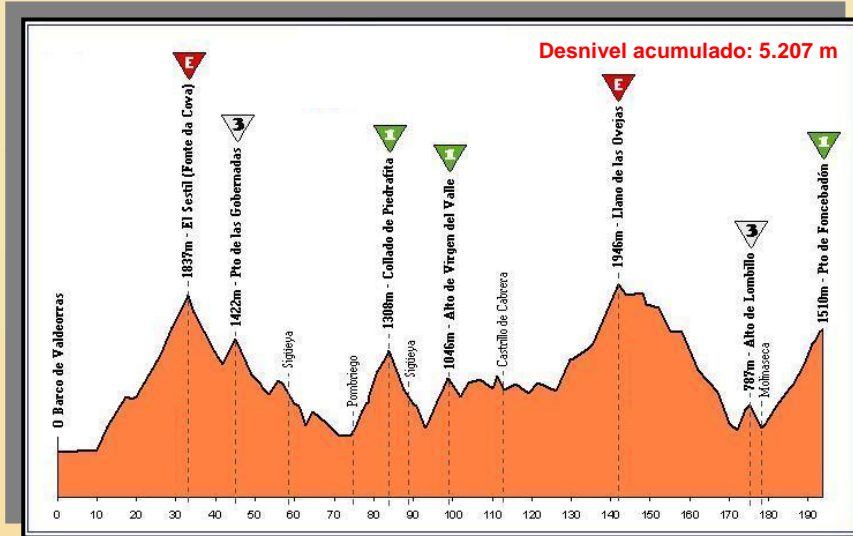 Desnivel acumulado: 5.207 m
E
3
1
1
E
3
1
O Barco de Valdeorras
1837m - El Sestil (Fonte da Cova)
1422m - Pto de las Gobernadas
Sigüeya
Pombriego
1308m - Collado de Piedrafita
Sigüeya
1046m - Alto de Virgen del Valle
Castrillo de Cabrera
1946m - Llano de las Ovejas
787m - Alto de Lombillo
Molinaseca
1510m - Pto de Foncebadón
0 10 20 30 40 50 60 70 80 90 100 110 120 130 140 150 160 170 180 190